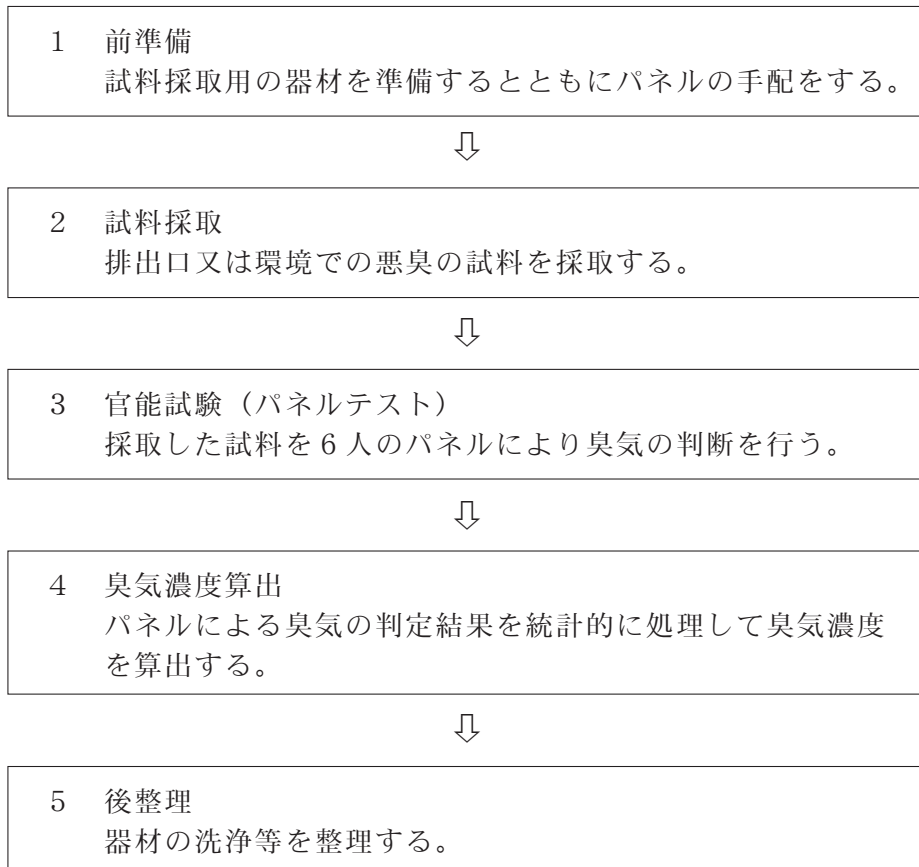 1 前準備
試料採取用の器材を準備するとともにパネルの手配をする。
⇩
2 試料採取
排出口又は環境での悪臭の試料を採取する。
⇩
3 官能試験（パネルテスト）
採取した試料を6人のパネルにより臭気の判断を行う。
⇩
4 臭気濃度算出
パネルによる臭気の判定結果を統計的に処理して臭気濃度
を算出する。
⇩
5 後整理
器材の洗浄等を整理する。